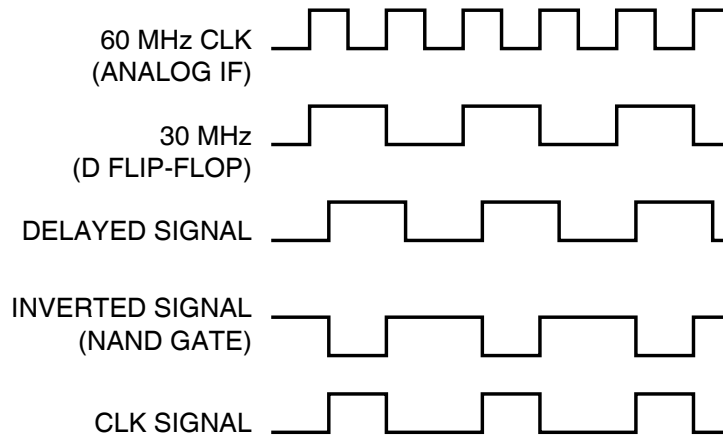 60 MHz CLK
(ANALOG IF)
30 MHz
(D FLIP-FLOP)
DELAYED SIGNAL
INVERTED SIGNAL
(NAND GATE)
CLK SIGNAL